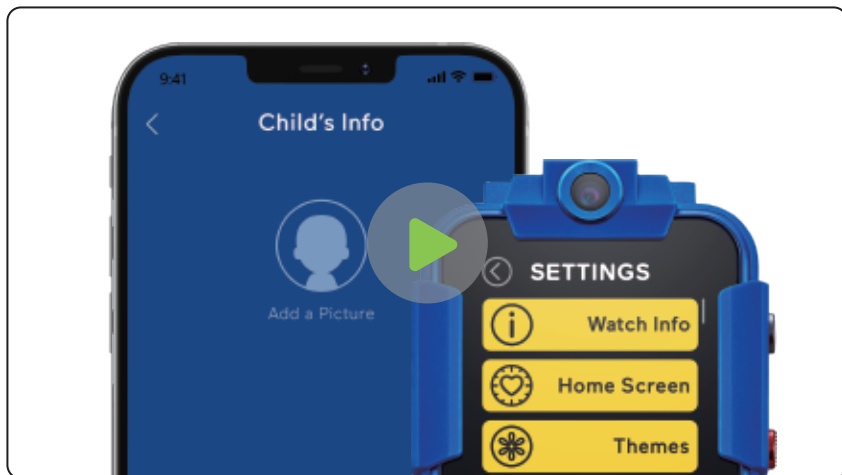 9:41
Child's Info
Add a Picture
SETTINGS
Watch Info
Home Screen
Themes